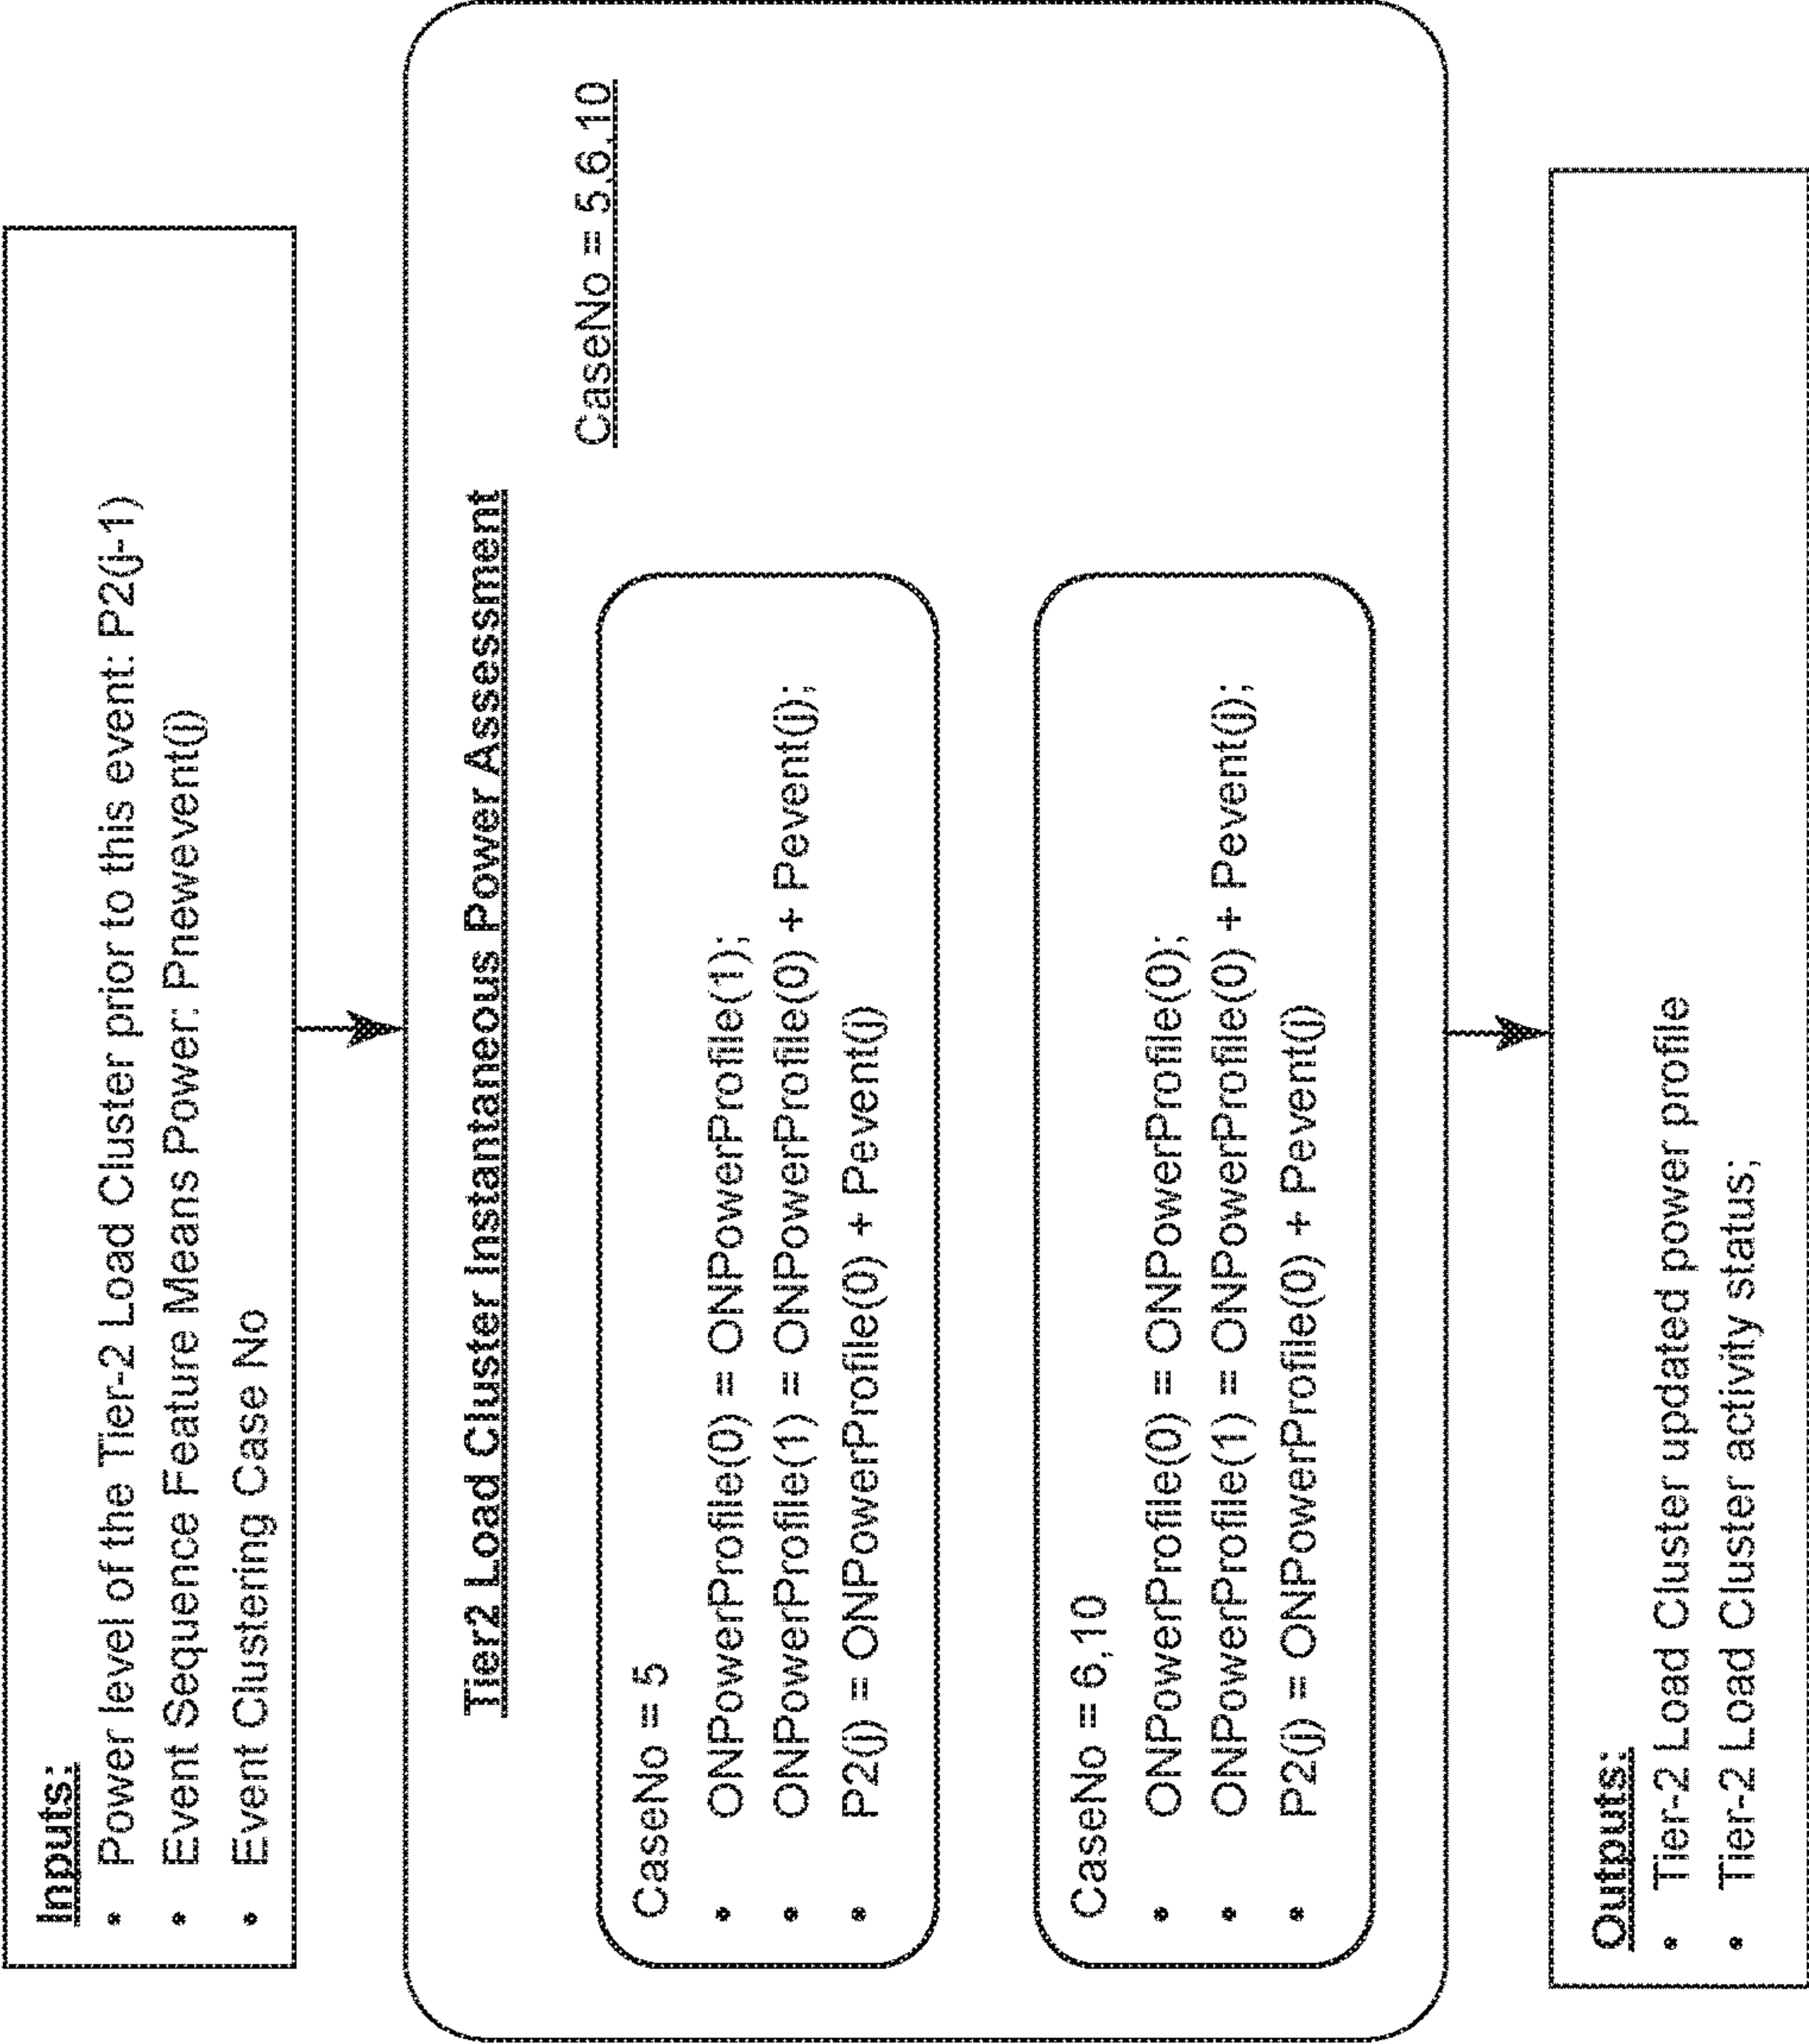 Inputs:
• Power level of the Tier-2 Load Cluster prior to this event: P2(j-1)
• Event Sequence Feature Means Power: Pnewevent(j)
• Event Clustering Case No
Tier2 Load Cluster Instantaneous Power Assessment
CaseNo = 5,6,10
CaseNo = 5
• ONPowerProfile(0) = ONPowerProfile(1);
• ONPowerProfile(1) = ONPowerProfile(0) + Pevent(j);
• P2(j) = ONPowerProfile(0) + Pevent(j)
CaseNo = 6,10
• ONPowerProfile(0) = ONPowerProfile(0);
• ONPowerProfile(1) = ONPowerProfile(0) + Pevent(j);
• P2(j) = ONPowerProfile(0) + Pevent(j)
Outputs:
• Tier-2 Load Cluster updated power profile
• Tier-2 Load Cluster activity status;